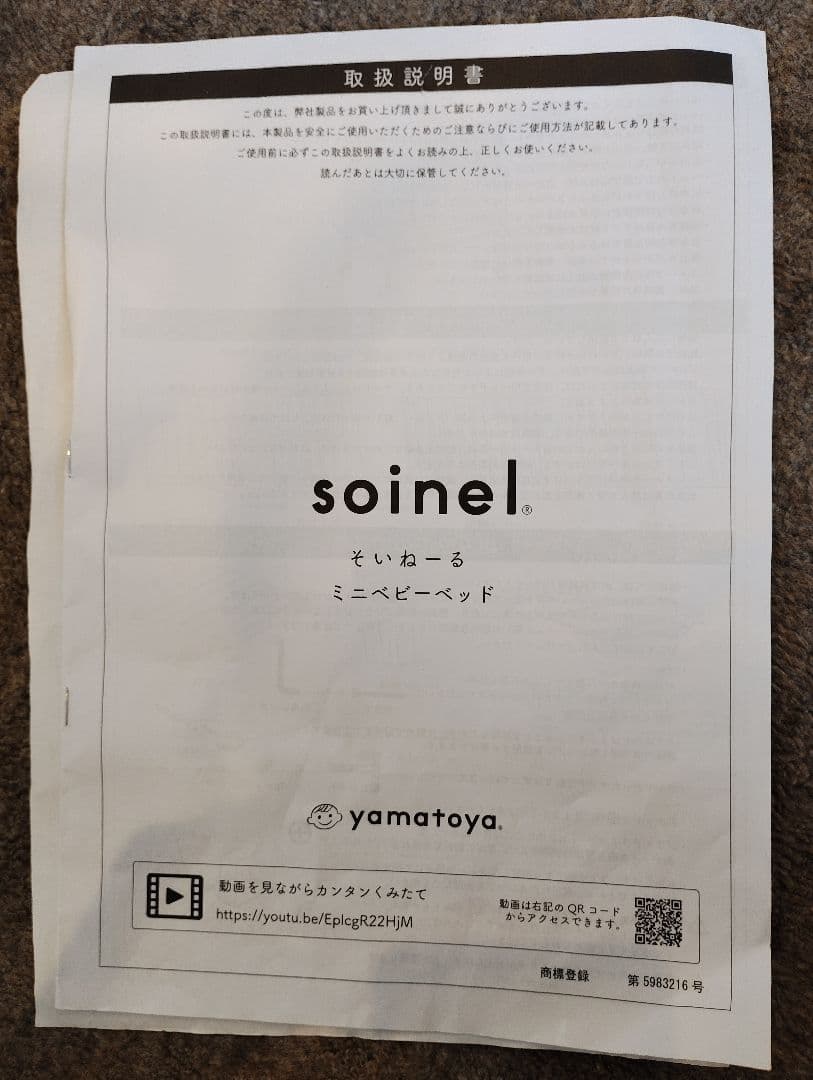 取扱説明書
この度は、弊社製品をお買い上げ頂きまして誠にありがとうございます。
この取扱説明書には、本製品を安全にご使用いただくためのご注意ならびにご使用方法が記載してあります。
ご使用前に必ずこの取扱説明書をよくお読みの上、正しくお使いください。
読んだあとは大切に保管してください。
soinel®
そいねーる
ミニベビーベッド
yamatoya®
動画を見ながらカンタンくみたて
https://youtu.be/EplcgR22HjM
動画は右記のQRコード
からアクセスできます。
商標登録 第5983216号